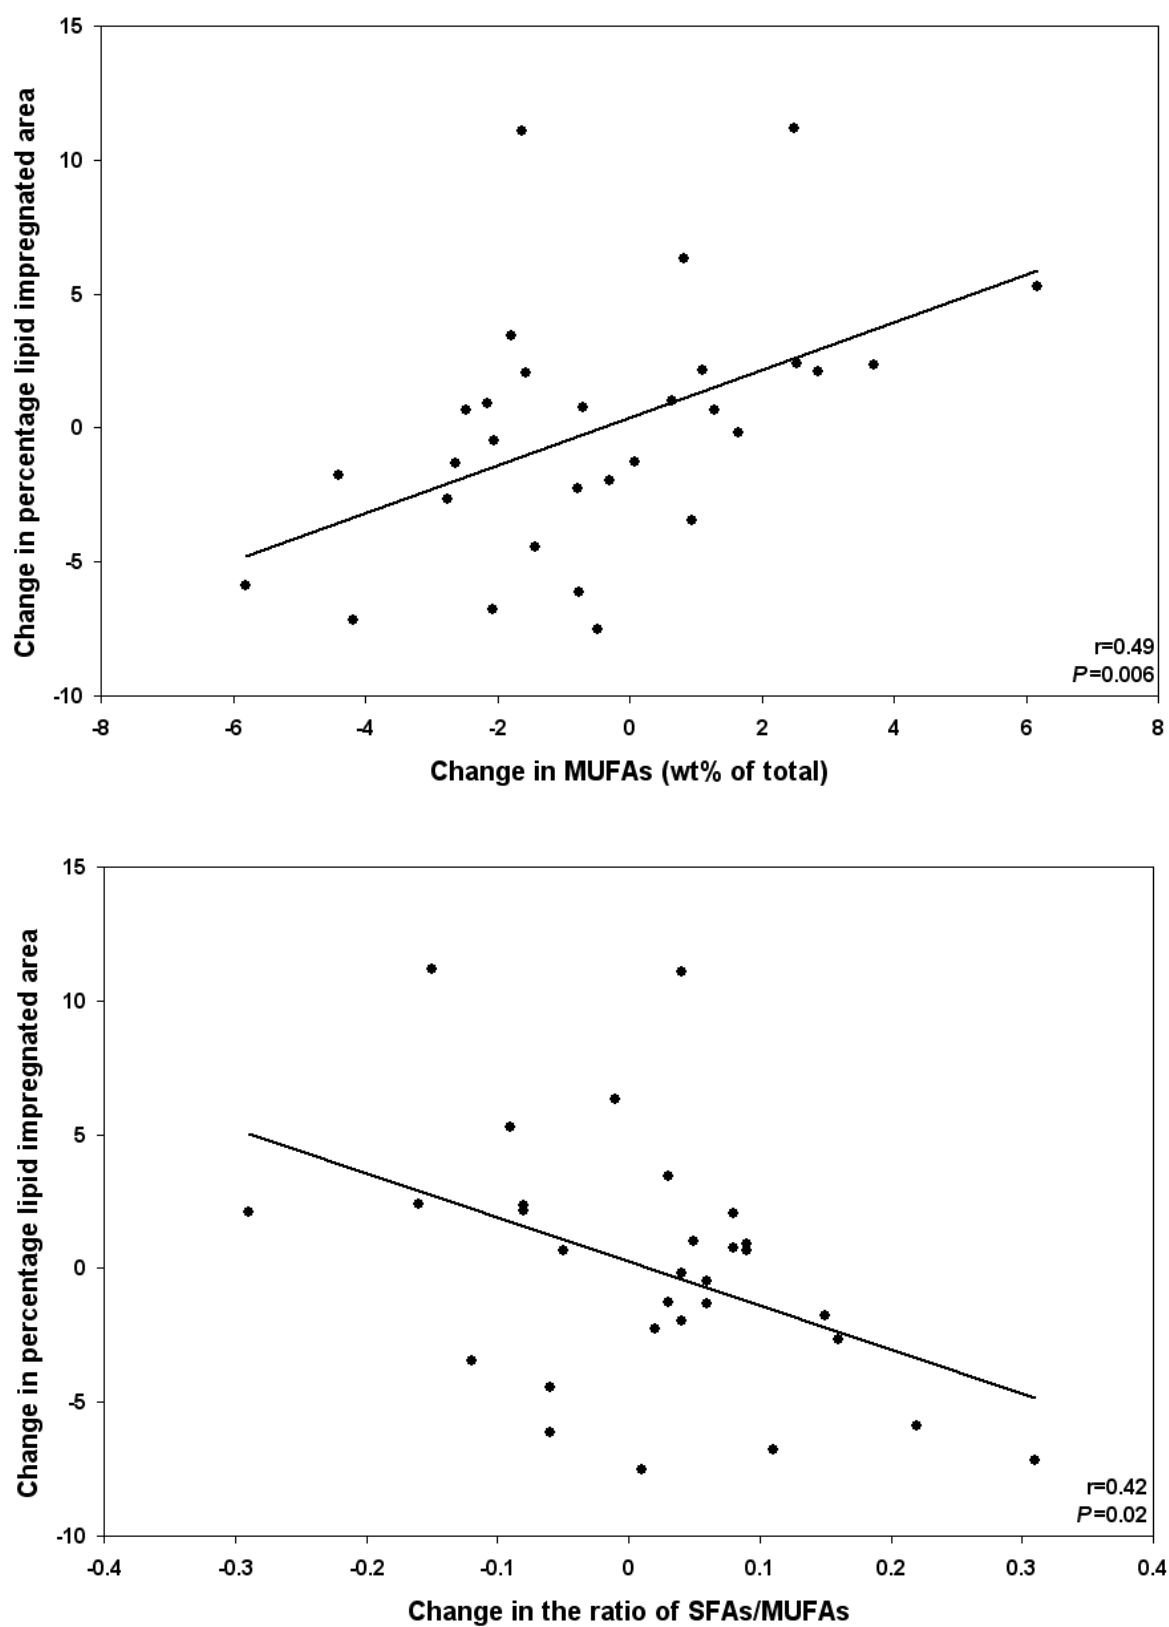 15
10
5
0
-5
-10
Change in percentage lipid impregnated area
r=0.49
P=0.006
-8 -6 -4 -2 0 2 4 6 8
Change in MUFAs (wt% of total)
15
10
5
0
-5
-10
Change in percentage lipid impregnated area
r=0.42
P=0.02
-0.4 -0.3 -0.2 -0.1 0 0.1 0.2 0.3 0.4
Change in the ratio of SFAs/MUFAs